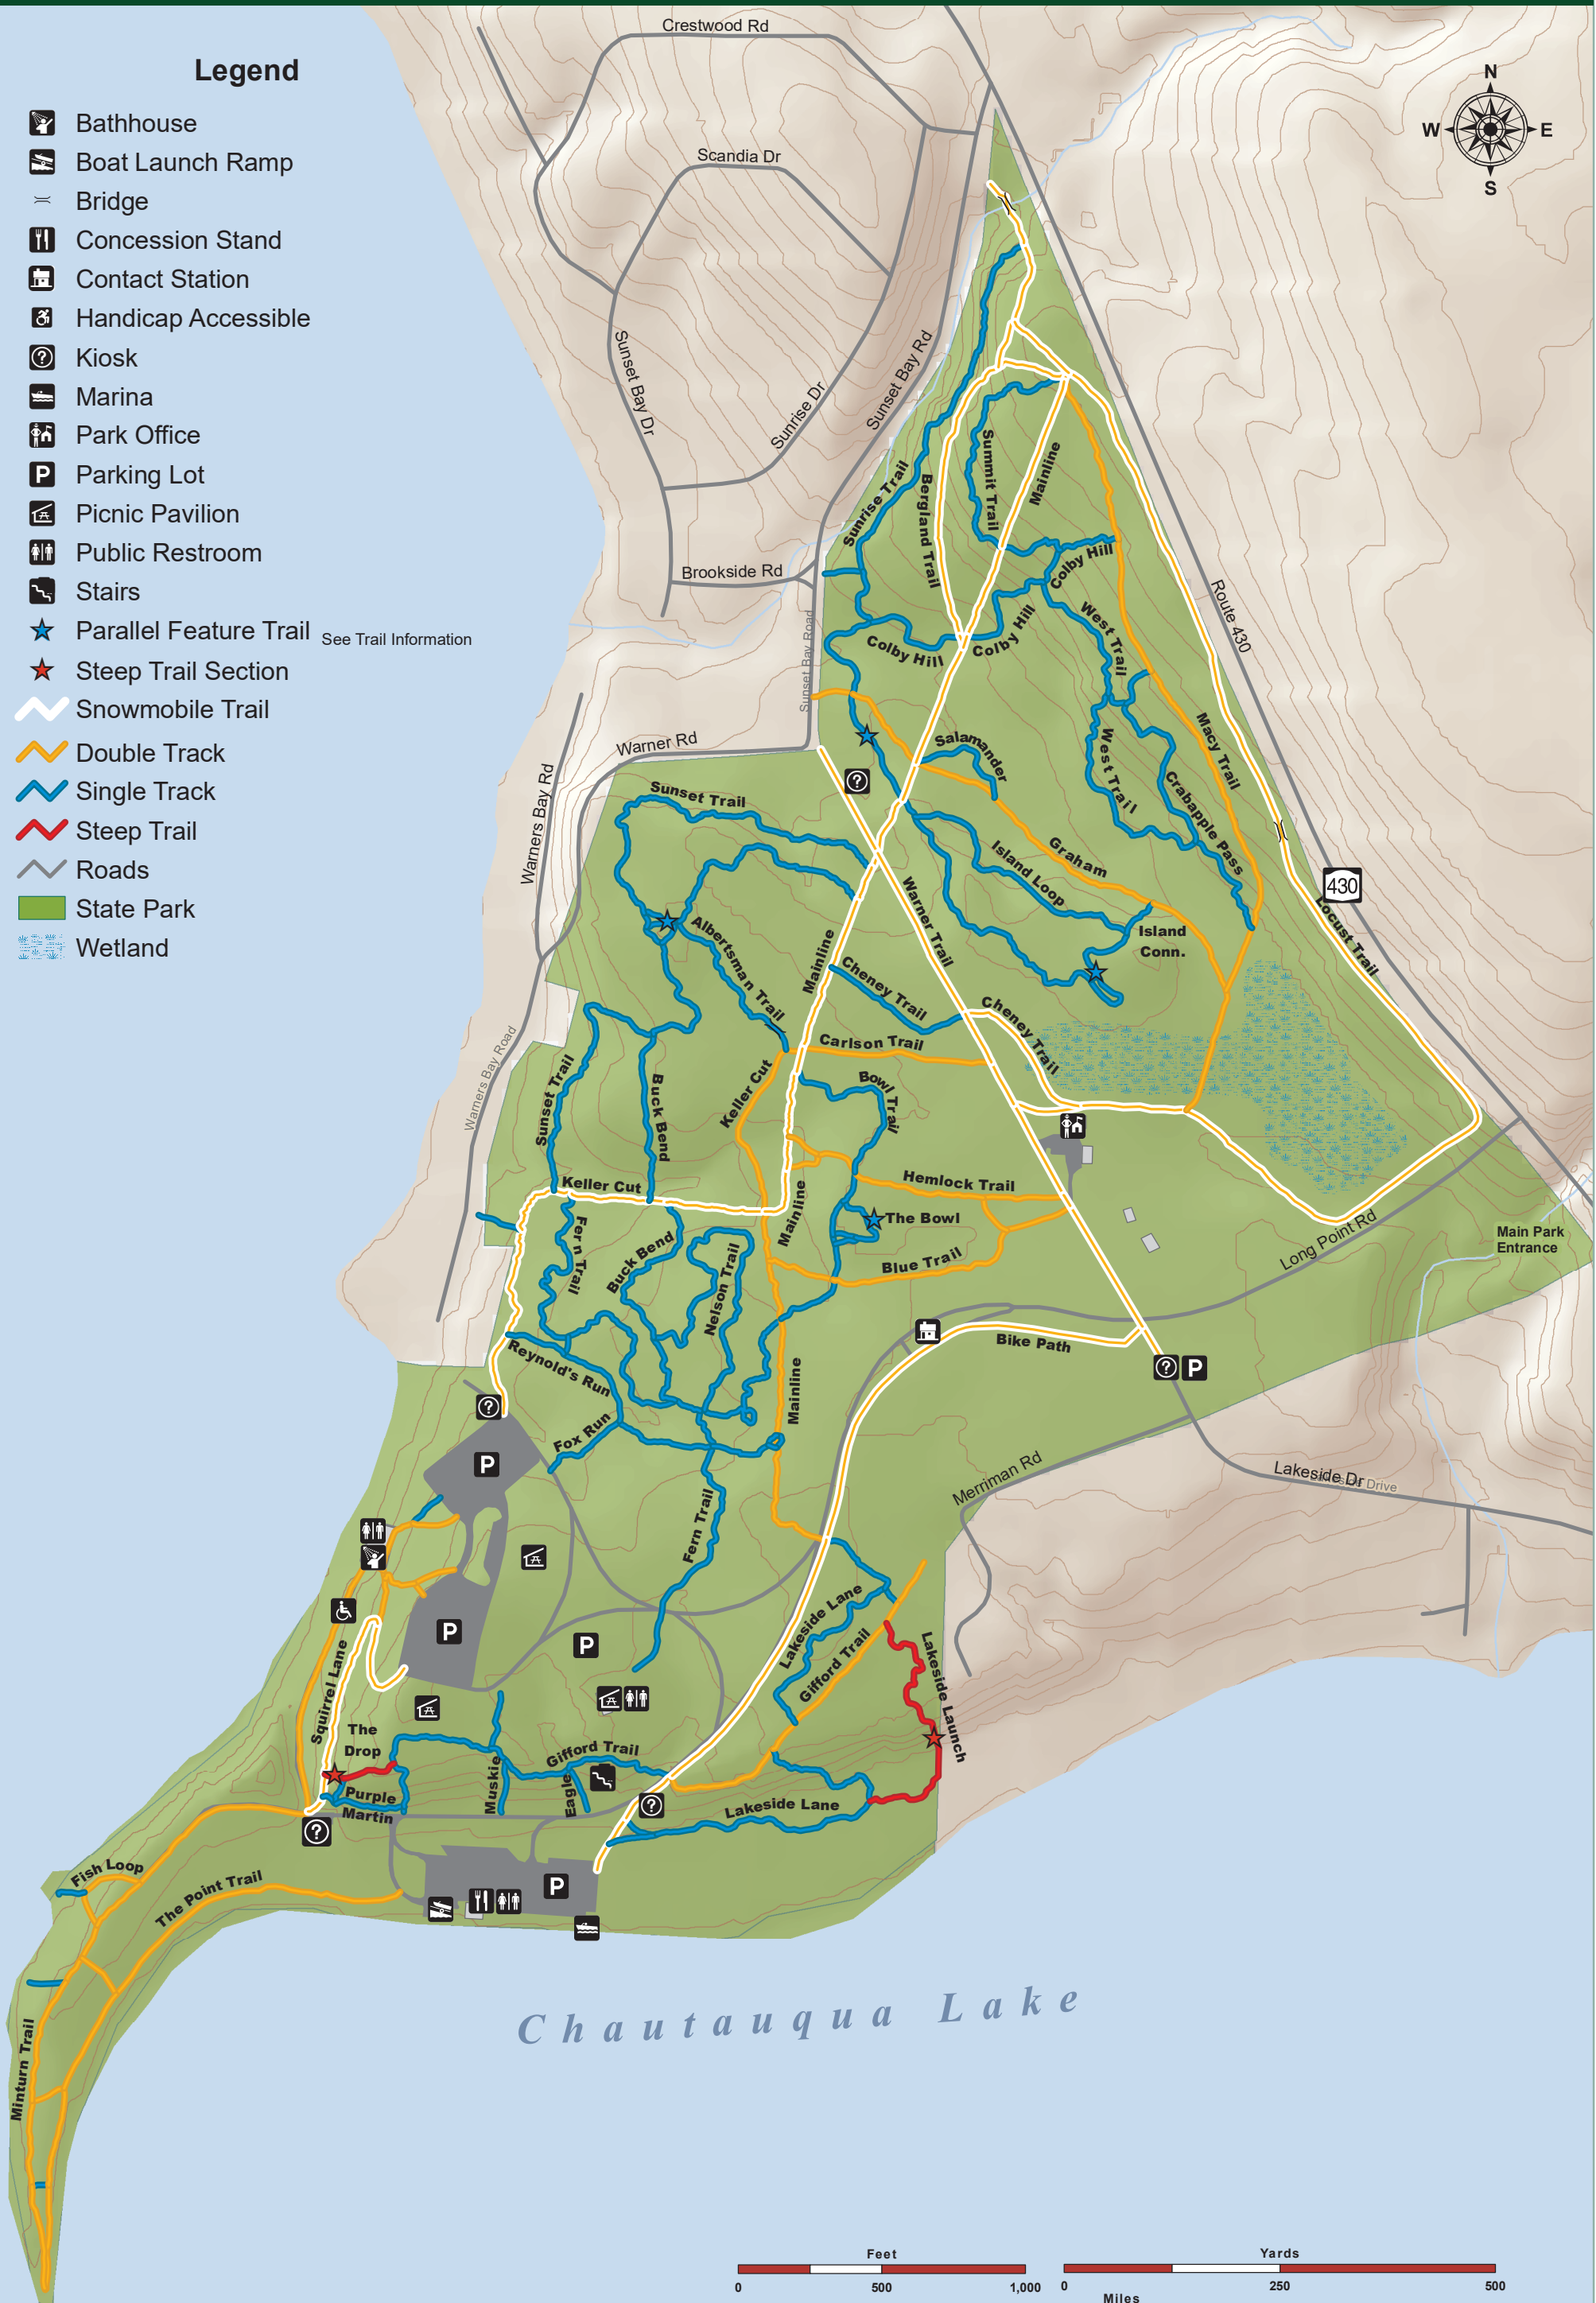 Legend
Bathhouse
Boat Launch Ramp
Bridge
Concession Stand
Contact Station
Handicap Accessible
Kiosk
Marina
Park Office
P
Parking Lot
Picnic Pavilion
Public Restroom
Stairs
Parallel Feature Trail See Trail Information
Steep Trail Section
Snowmobile Trail
Double Track
Single Track
Steep Trail
Roads
State Park
Wetland
N
W E
S
Crestwood Rd
Scandia Dr
Sunset Bay Dr
Sunrise Dr
Sunset Bay Rd
Brookside Rd
Sunset Bay Road
Warner Rd
Warners Bay Rd
Warners Bay Road
Route 430
430
Sunrise Trail
Bergland Trail
Summit Trail
Mainline
Colby Hill
Colby Hill
Colby Hill
West Trail
West Trail
Macy Trail
Crabapple Pass
Salamander
Graham
Island Loop
Island
Conn.
Locust Trail
Sunset Trail
Albertsman Trail
Mainline
Warner Trail
Cheney Trail
Cheney Trail
Carlson Trail
Keller Cut
Bowl Trail
Sunset Trail
Buck Bend
Keller Cut
Hemlock Trail
The Bowl
Mainline
Blue Trail
Fern Trail
Buck Bend
Nelson Trail
Long Point Rd
Main Park
Entrance
Bike Path
P
Reynold's Run
Mainline
Fox Run
P
Merriman Rd
Lakeside Dr
Lakeside Drive
Fern Trail
P
P
Lakeside Lane
Gifford Trail
Lakeside Launch
Squirrel Lane
The
Drop
Purple
Martin
Muskie
Gifford Trail
Eagle
Lakeside Lane
P
Fish Loop
The Point Trail
Minturn Trail
Chautauqua Lake
Feet
0 500 1,000
Yards
0 250 500
Miles